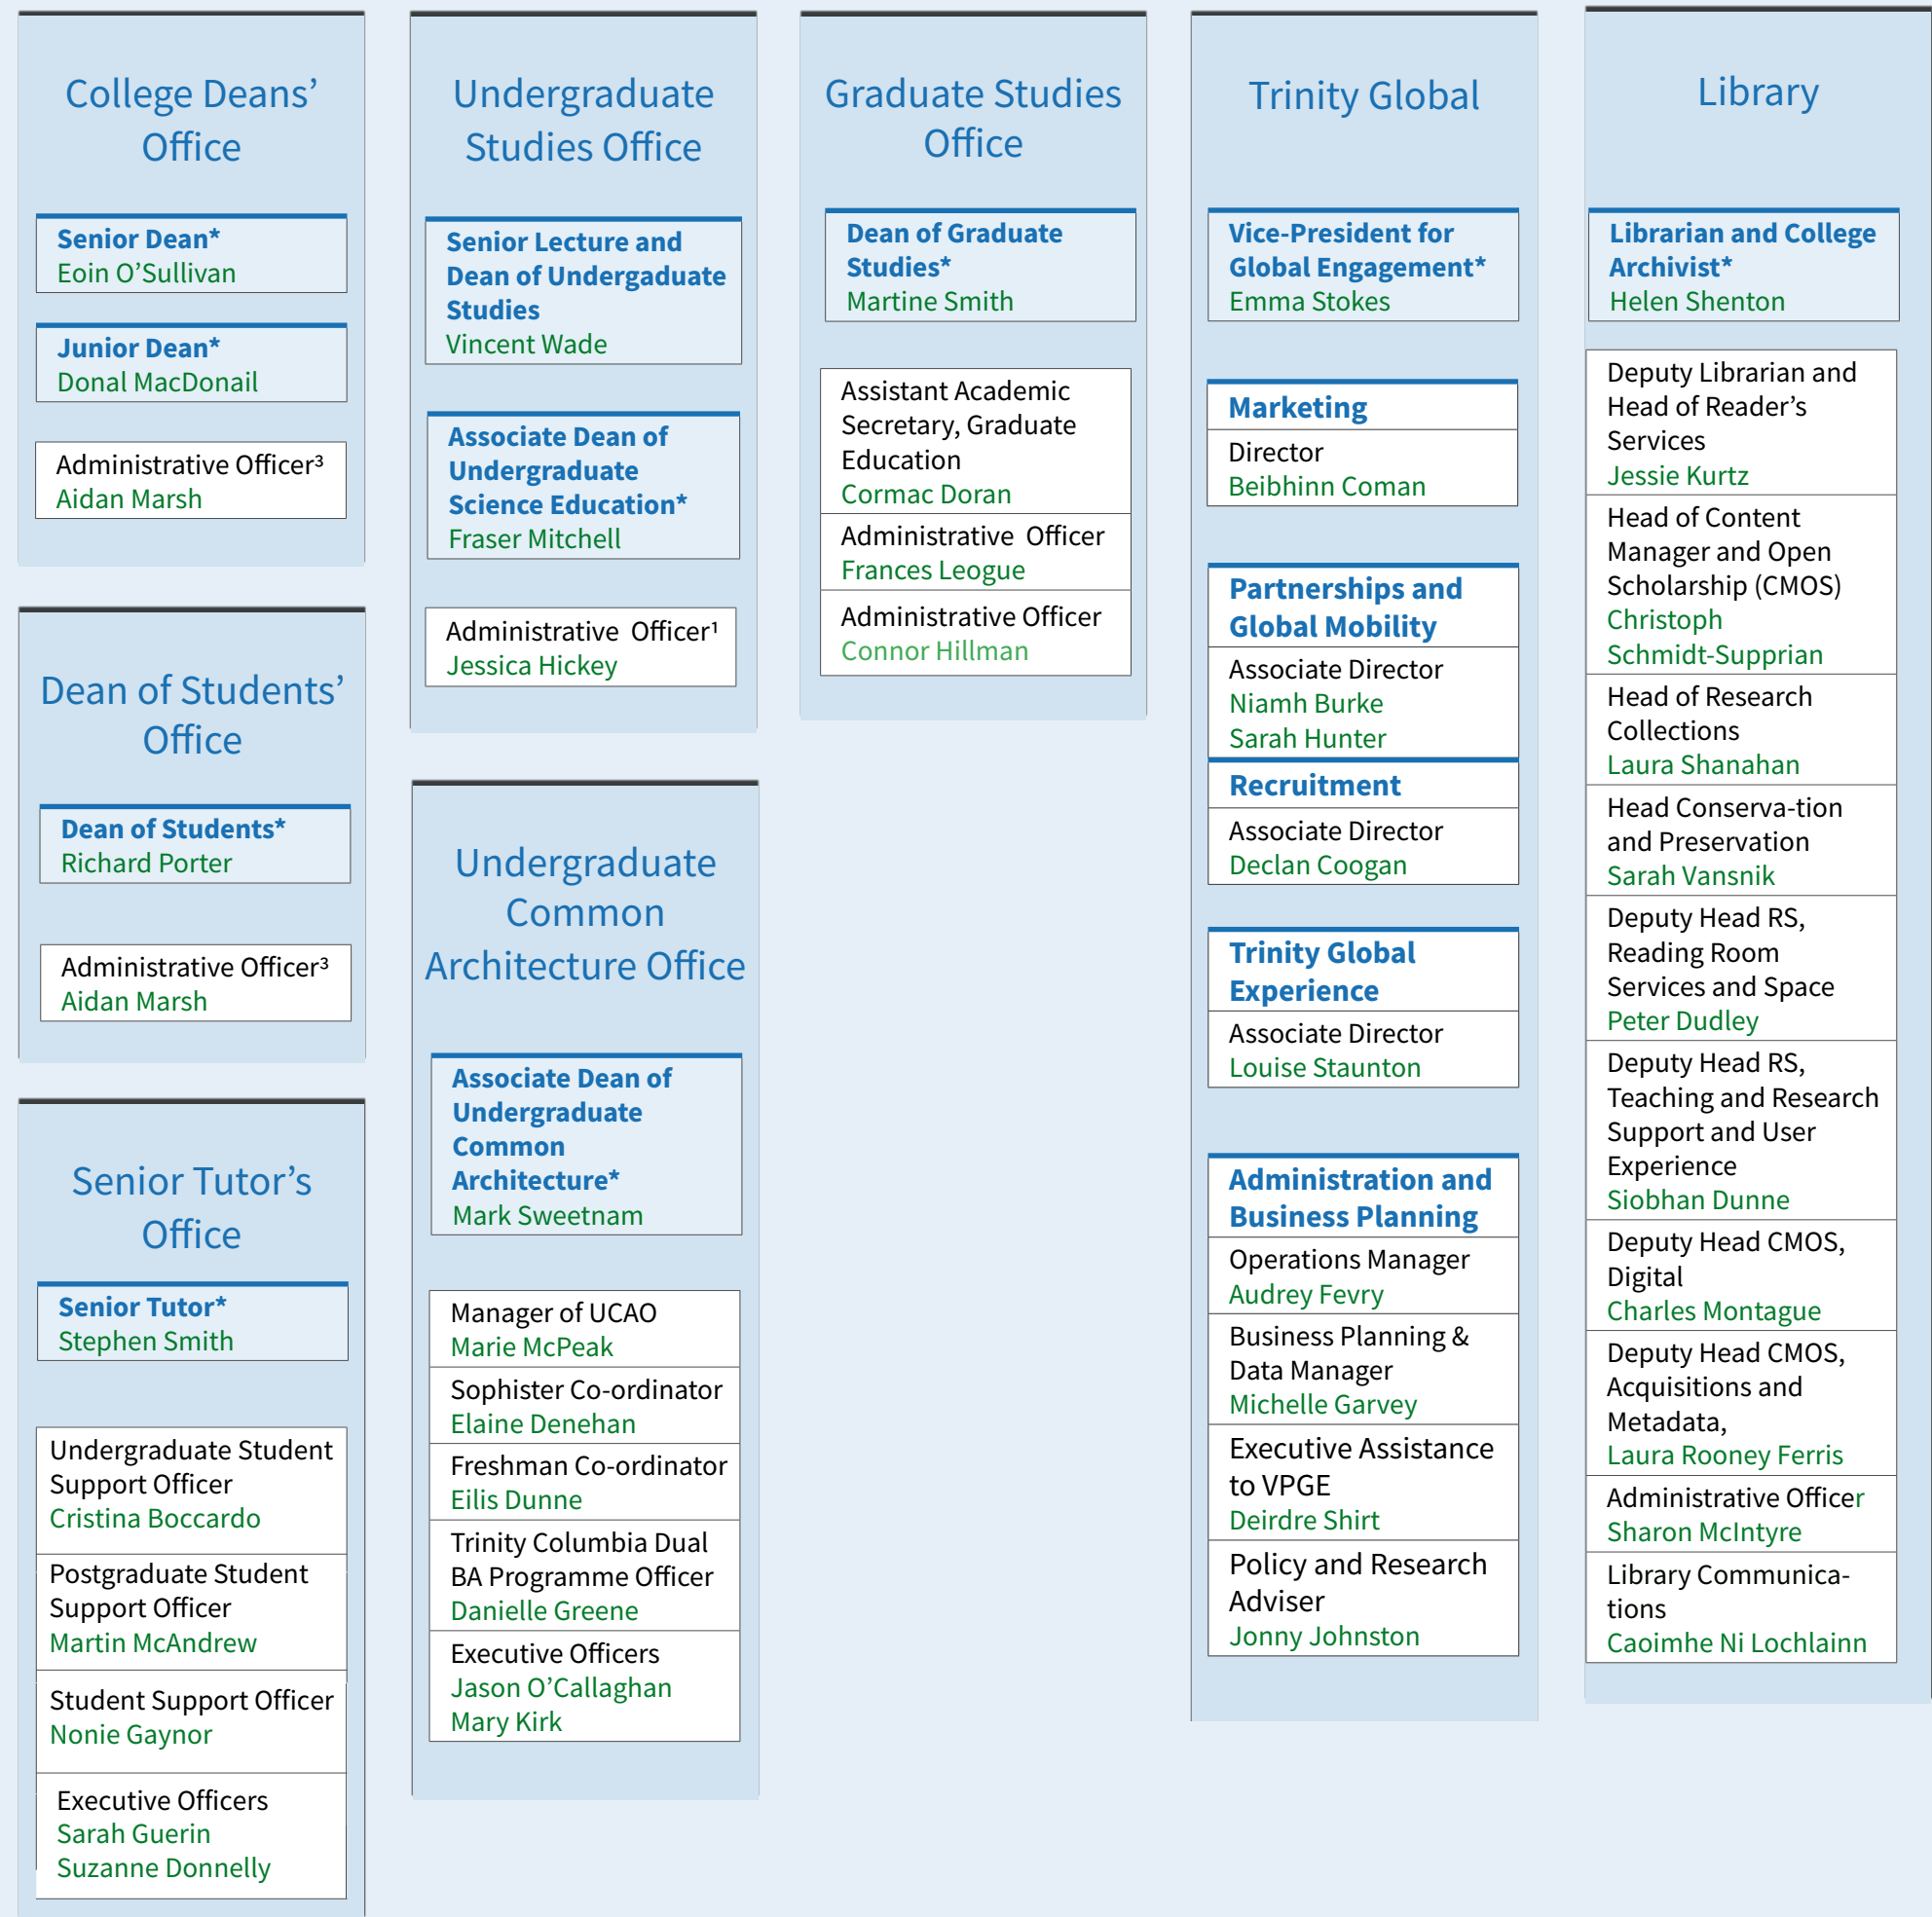 College Deans’
Office
Senior Dean*
Eoin O’Sullivan
Junior Dean*
Donal MacDonail
Administrative Officer³
Aidan Marsh
Dean of Students’
Office
Dean of Students*
Richard Porter
Administrative Officer³
Aidan Marsh
Senior Tutor’s
Office
Senior Tutor*
Stephen Smith
Undergraduate Student
Support Officer
Cristina Boccardo
Postgraduate Student
Support Officer
Martin McAndrew
Student Support Officer
Nonie Gaynor
Executive Officers
Sarah Guerin
Suzanne Donnelly
Undergraduate
Studies Office
Senior Lecture and
Dean of Undergaduate
Studies
Vincent Wade
Associate Dean of
Undergraduate
Science Education*
Fraser Mitchell
Administrative Officer¹
Jessica Hickey
Undergraduate
Common
Architecture Office
Associate Dean of
Undergraduate
Common
Architecture*
Mark Sweetnam
Manager of UCAO
Marie McPeak
Sophister Co-ordinator
Elaine Denehan
Freshman Co-ordinator
Eilis Dunne
Trinity Columbia Dual
BA Programme Officer
Danielle Greene
Executive Officers
Jason O’Callaghan
Mary Kirk
Graduate Studies
Office
Dean of Graduate
Studies*
Martine Smith
Assistant Academic
Secretary, Graduate
Education
Cormac Doran
Administrative Officer
Frances Leogue
Administrative Officer
Connor Hillman
Trinity Global
Vice-President for
Global Engagement*
Emma Stokes
Marketing
Director
Beibhinn Coman
Partnerships and
Global Mobility
Associate Director
Niamh Burke
Sarah Hunter
Recruitment
Associate Director
Declan Coogan
Trinity Global
Experience
Associate Director
Louise Staunton
Administration and
Business Planning
Operations Manager
Audrey Fevry
Business Planning &
Data Manager
Michelle Garvey
Executive Assistance
to VPGE
Deirdre Shirt
Policy and Research
Adviser
Jonny Johnston
Library
Librarian and College
Archivist*
Helen Shenton
Deputy Librarian and
Head of Reader’s
Services
Jessie Kurtz
Head of Content
Manager and Open
Scholarship (CMOS)
Christoph
Schmidt-Supprian
Head of Research
Collections
Laura Shanahan
Head Conserva-tion
and Preservation
Sarah Vansnik
Deputy Head RS,
Reading Room
Services and Space
Peter Dudley
Deputy Head RS,
Teaching and Research
Support and User
Experience
Siobhan Dunne
Deputy Head CMOS,
Digital
Charles Montague
Deputy Head CMOS,
Acquisitions and
Metadata,
Laura Rooney Ferris
Administrative Officer
Sharon McIntyre
Library Communica-
tions
Caoimhe Ni Lochlainn